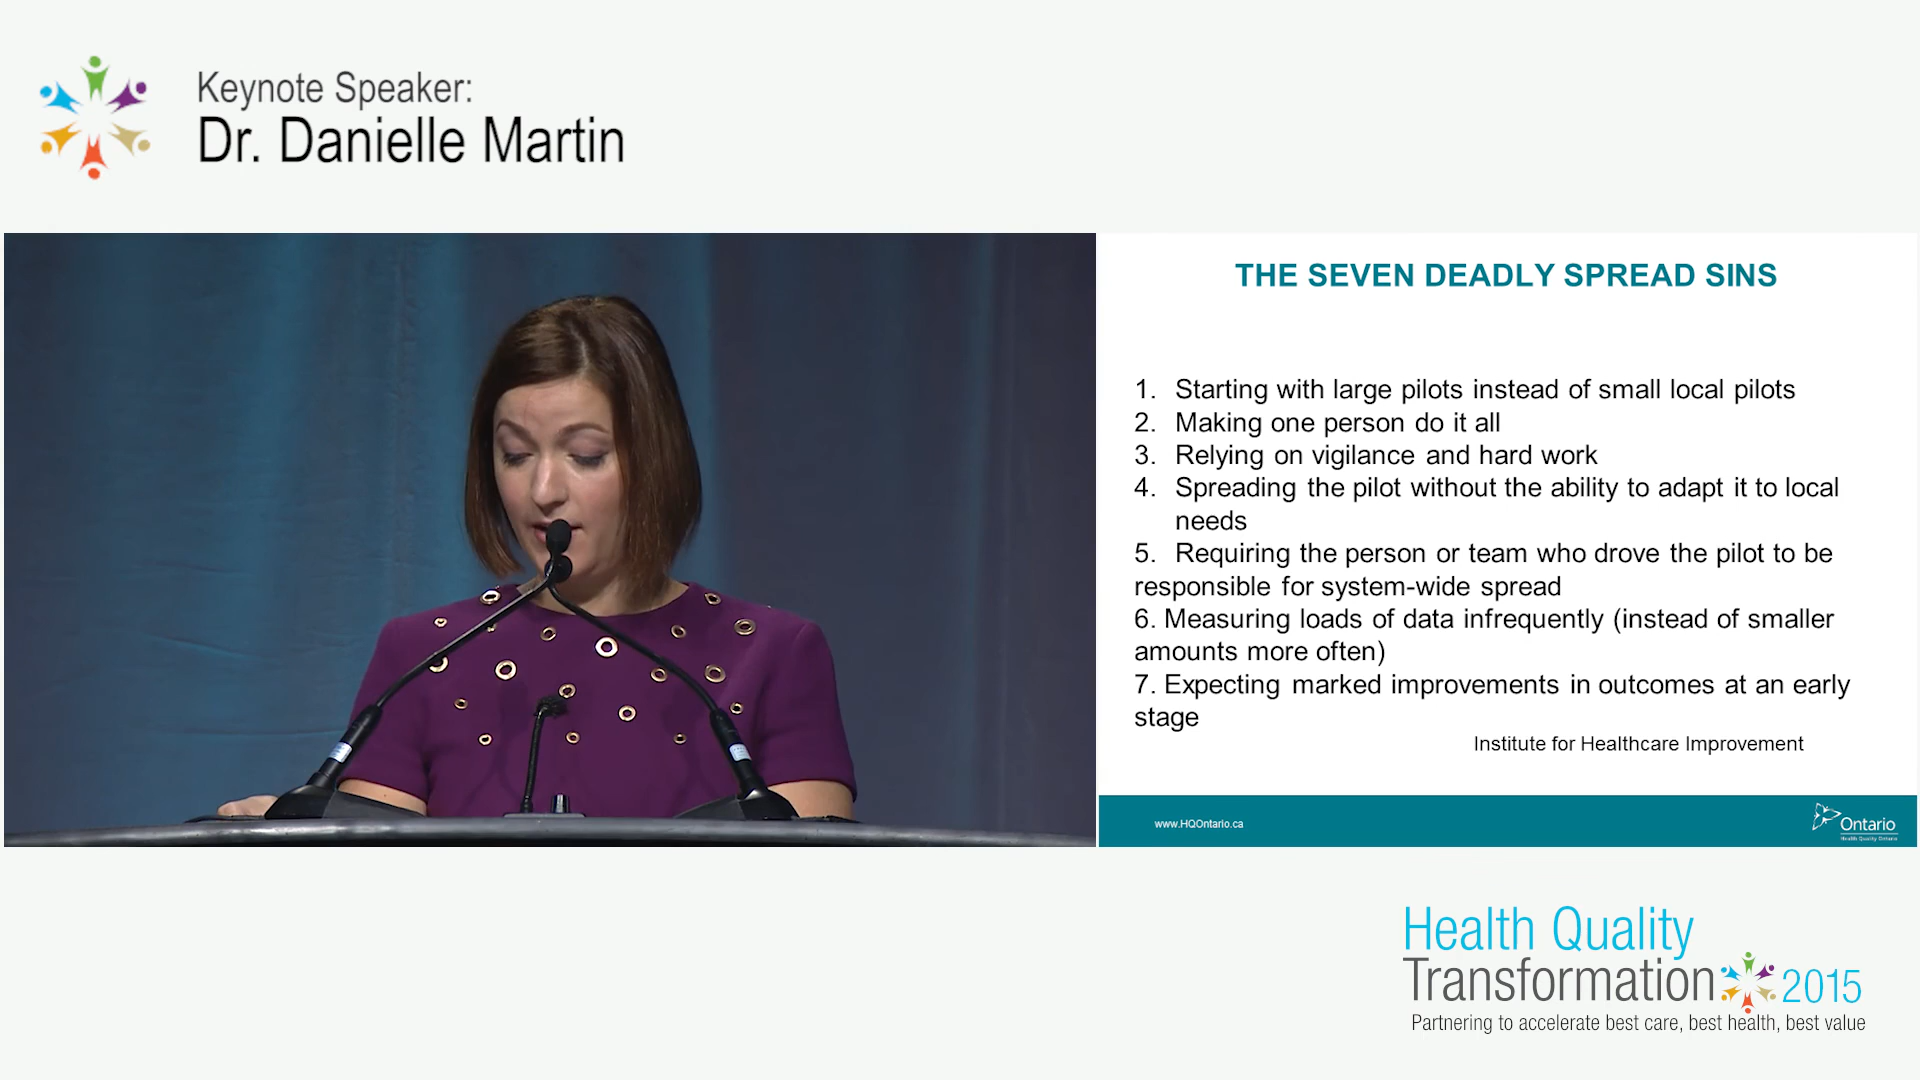 Keynote Speaker:
Dr. Danielle Martin
THE SEVEN DEADLY SPREAD SINS
1. Starting with large pilots instead of small local pilots
2. Making one person do it all
3. Relying on vigilance and hard work
4. Spreading the pilot without the ability to adapt it to local
needs
5. Requiring the person or team who drove the pilot to be
responsible for system-wide spread
6. Measuring loads of data infrequently (instead of smaller
amounts more often)
7. Expecting marked improvements in outcomes at an early
stage
Institute for Healthcare Improvement
www.HQOntario.ca
Ontario
Health Quality Ontario
Health Quality
Transformation 2015
Partnering to accelerate best care, best health, best value